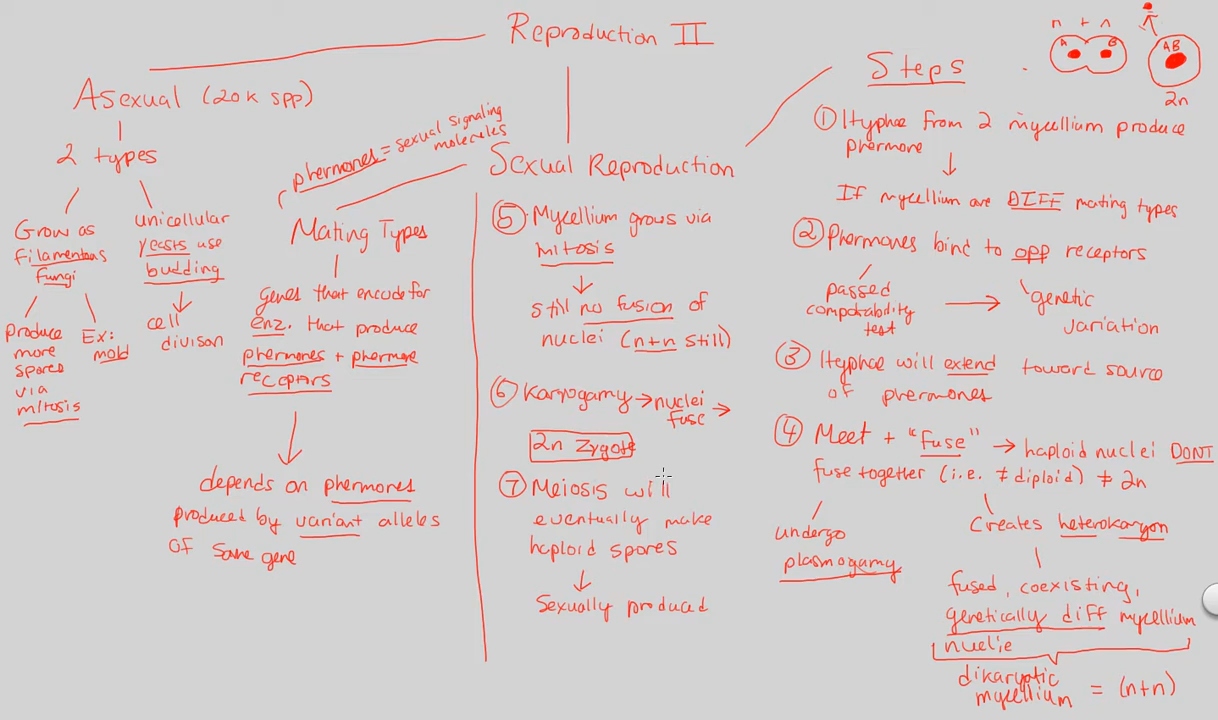 Reproduction II
Asexual (20K spp)
2 types
Grow as
filamentous
fungi
produce
more
spores
via
mitosis
Ex:
mold
unicellular
yeasts use
budding
cell
divison
Sexual Reproduction
phermones = sexual signaling
molecules
Mating Types
genes that encode for
enz. that produce
phermones + phermone
receptors
depends on phermones
produced by variant alleles
of same gene
Steps
n + n
A B
AB
2n
① Hyphae from 2 mycellium produce
phermone
If mycellium are DIFF mating types
② Phermones bind to opp receptors
passed
compatability
test
genetic
variation
③ Hyphae will extend toward source
of phermones
④ Meet + "fuse" → haploid nuclei DONT
fuse together (i.e. ≠ diploid) ≠ 2n
undergo
plasmogamy
Creates heterokaryon
fused, coexisting,
genetically diff mycellium
nuclie
dikaryotic
mycellium = (n+n)
⑤ Mycellium grows via
mitosis
still no fusion of
nuclei (n+n still)
⑥ Karyogamy → nuclei
fuse →
2n zygote
⑦ Meiosis will
eventually make
haploid spores
Sexually produced